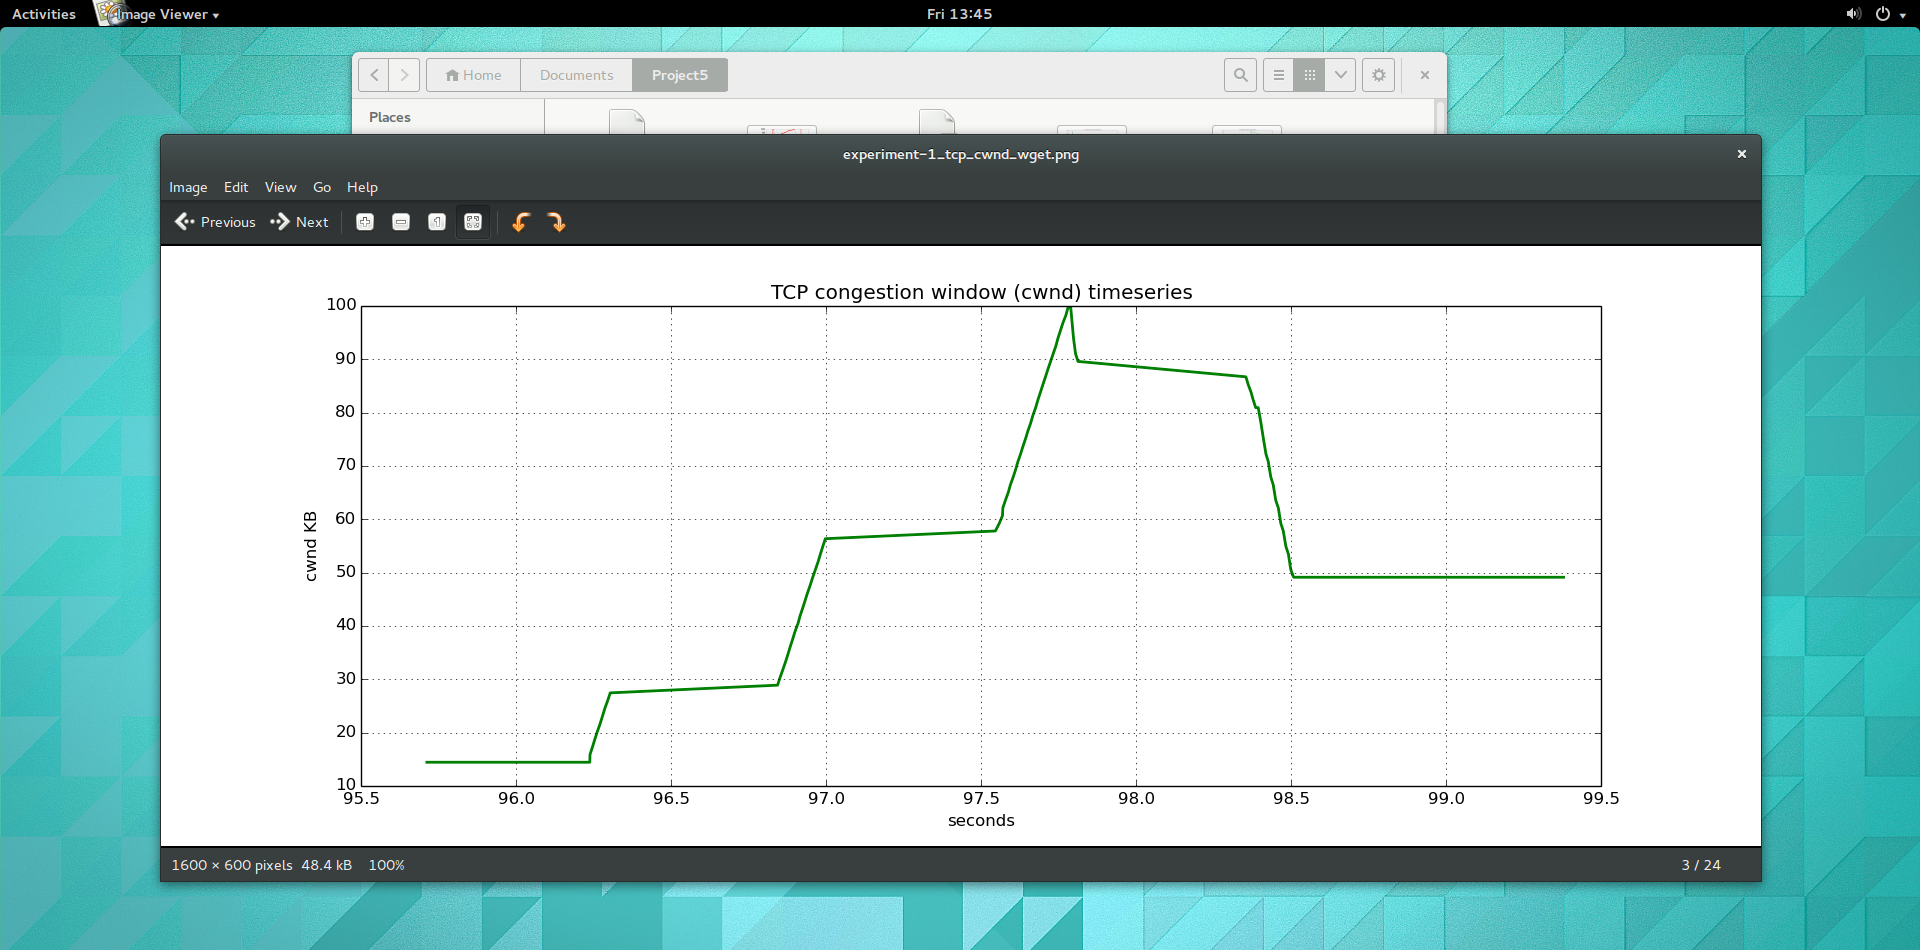 Activities Image Viewer Fri 13:45
Home Documents Project5
Places
experiment-1_tcp_cwnd_wget.png
Image Edit View Go Help
Previous Next
TCP congestion window (cwnd) timeseries
100
90
80
70
60
50
40
30
20
10
cwnd KB
95.5 96.0 96.5 97.0 97.5 98.0 98.5 99.0 99.5
seconds
1600 × 600 pixels 48.4 kB 100% 3 / 24